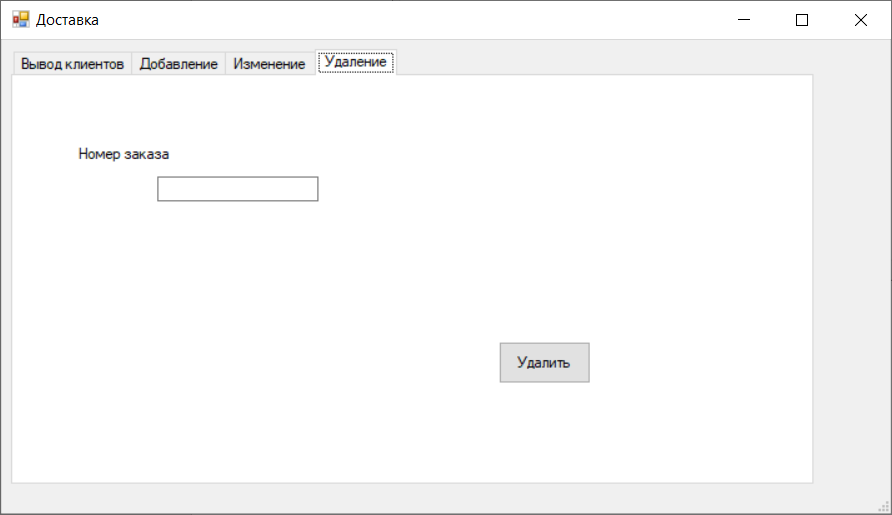 Доставка
Вывод клиентов Добавление Изменение Удаление
Номер заказа
Удалить